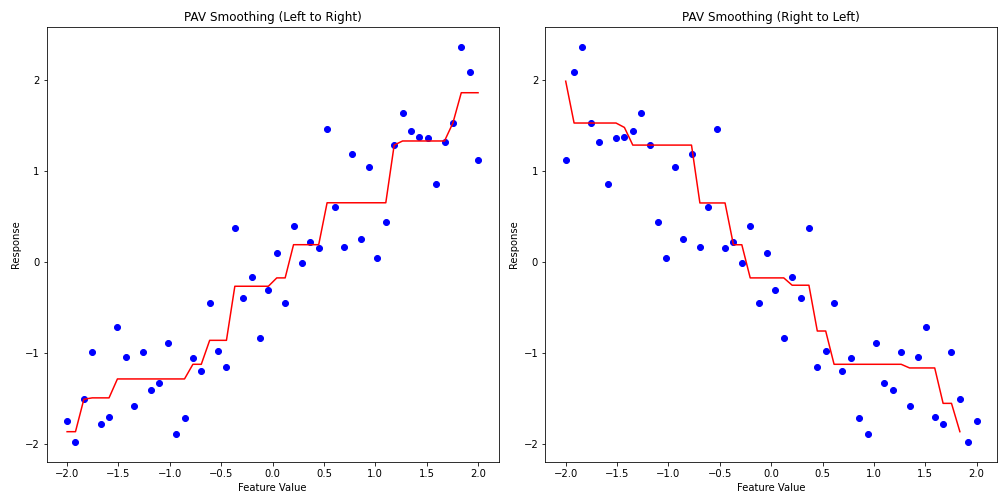 PAV Smoothing (Left to Right)
2
1
0
−1
−2
Response
−2.0 −1.5 −1.0 −0.5 0.0 0.5 1.0 1.5 2.0
Feature Value
PAV Smoothing (Right to Left)
2
1
0
−1
−2
Response
−2.0 −1.5 −1.0 −0.5 0.0 0.5 1.0 1.5 2.0
Feature Value